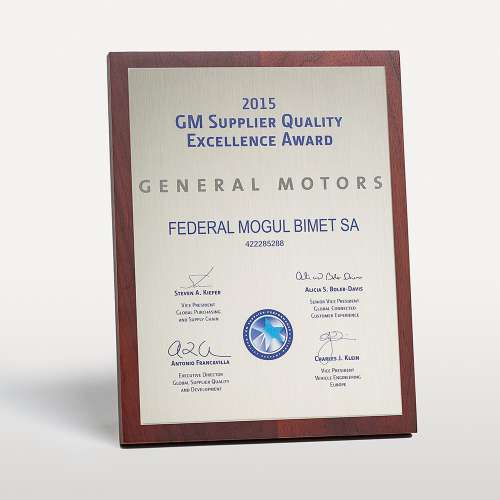 2015
GM Supplier Quality
Excellence Award
GENERAL MOTORS
FEDERAL MOGUL BIMET SA
422285288
Steven A. Kiefer
Vice President
Global Purchasing
and Supply Chain
Alicia S. Boler-Davis
Senior Vice President
Global Connected
Customer Experience
Antonio Francavilla
Executive Director
Global Supplier Quality
and Development
Charles J. Klein
Vice President
Vehicle Engineering
Europe